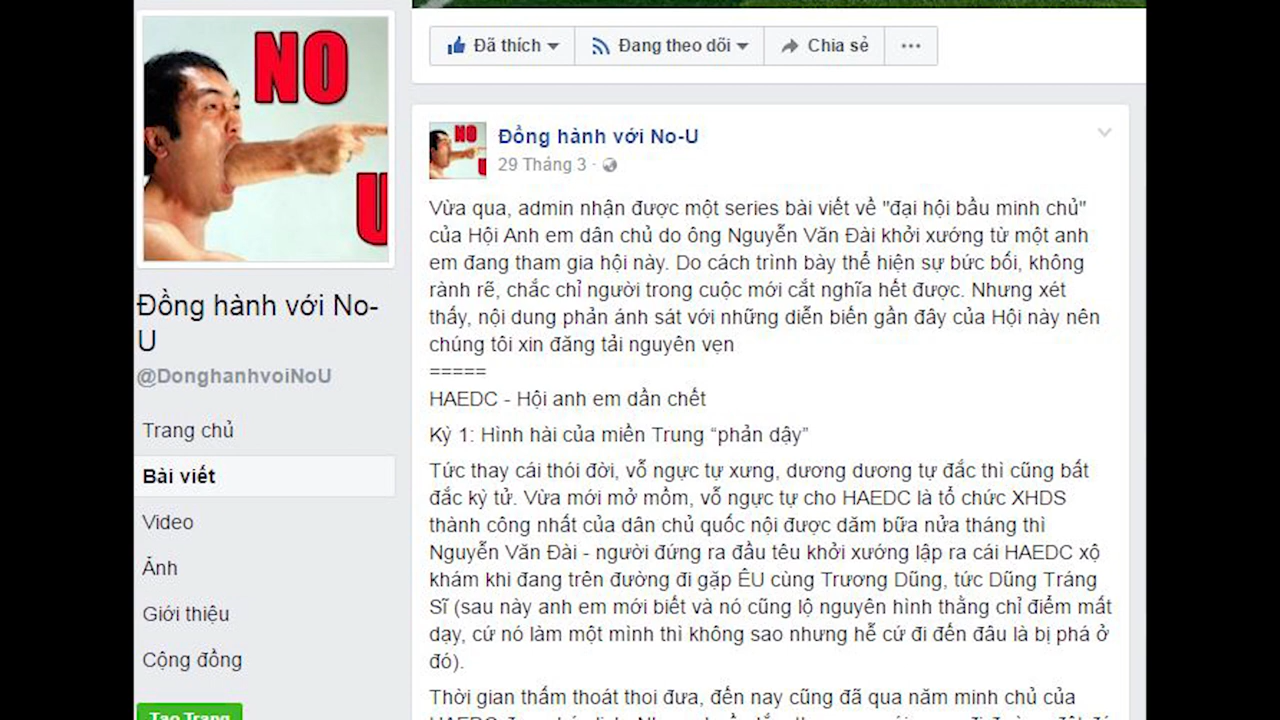 NO
U
Đồng hành với No-
U
@DonghanhvoiNoU
Trang chủ
Bài viết
Video
Ảnh
Giới thiệu
Cộng đồng
Tạo Trang
Đã thích
Đang theo dõi
Chia sẻ
NO
U
Đồng hành với No-U
29 Tháng 3 ·
Vừa qua, admin nhận được một series bài viết về "đại hội bầu minh chủ"
của Hội Anh em dân chủ do ông Nguyễn Văn Đài khởi xướng từ một anh
em đang tham gia hội này. Do cách trình bày thể hiện sự bức bối, không
rành rẽ, chắc chỉ người trong cuộc mới cắt nghĩa hết được. Nhưng xét
thấy, nội dung phản ánh sát với những diễn biến gần đây của Hội này nên
chúng tôi xin đăng tải nguyên vẹn
=====
HAEDC - Hội anh em dần chết
Kỳ 1: Hình hài của miền Trung “phản dậy”
Tức thay cái thói đời, vỗ ngực tự xưng, dương dương tự đắc thì cũng bất
đắc kỳ tử. Vừa mới mở mồm, vỗ ngực tự cho HAEDC là tổ chức XHDS
thành công nhất của dân chủ quốc nội được dăm bữa nửa tháng thì
Nguyễn Văn Đài - người đứng ra đầu têu khởi xướng lập ra cái HAEDC xộ
khám khi đang trên đường đi gặp ÊU cùng Trương Dũng, tức Dũng Tráng
Sĩ (sau này anh em mới biết và nó cũng lộ nguyên hình thằng chỉ điểm mất
dạy, cứ nó làm một mình thì không sao nhưng hễ cứ đi đến đâu là bị phá ở
đó).
Thời gian thấm thoát thoi đưa, đến nay cũng đã qua năm minh chủ của